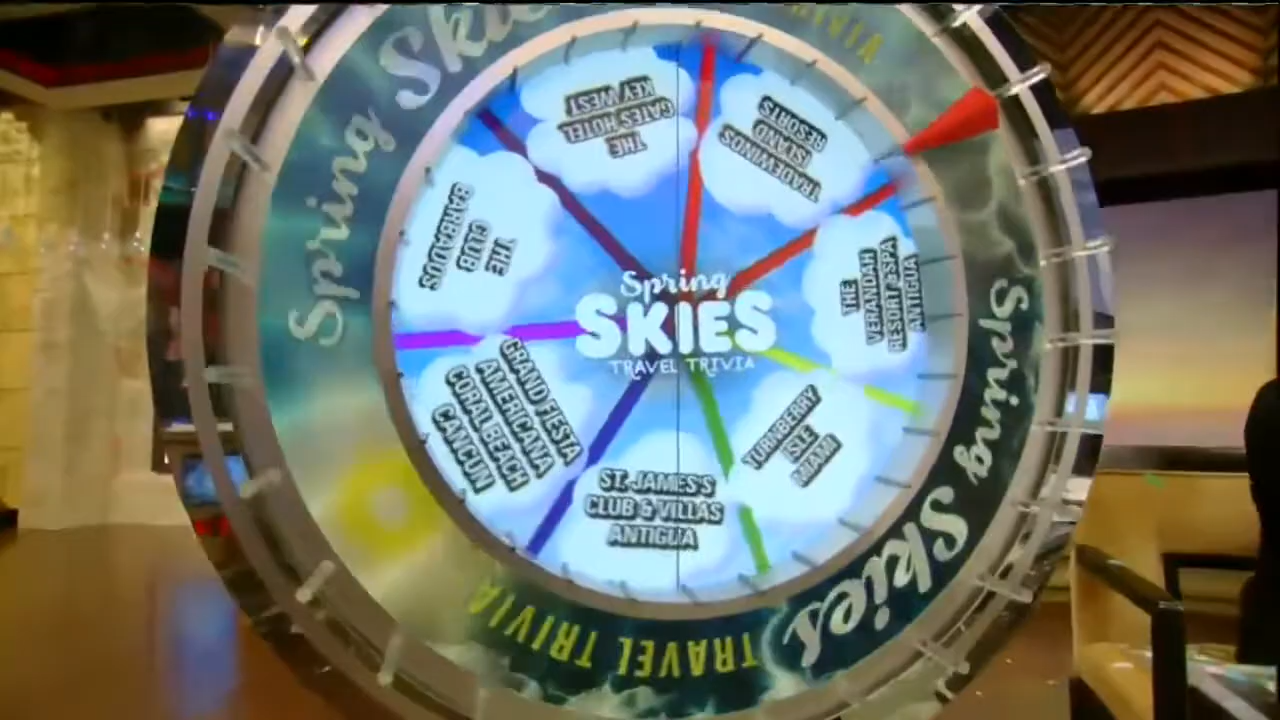 Spring Skies
TRIVIA
THE
GATES HOTEL
KEY WEST
TRADEWINDS
ISLAND
RESORTS
THE
VERANDAH
RESORT & SPA
ANTIGUA
TURNBERRY
ISLE
MIAMI
ST. JAMES'S
CLUB & VILLAS
ANTIGUA
GRAND FIESTA
AMERICANA
CORAL BEACH
CANCUN
THE
CLUB
BARBADOS
Spring
SKIES
TRAVEL TRIVIA
Spring Skies
TRAVEL TRIVIA